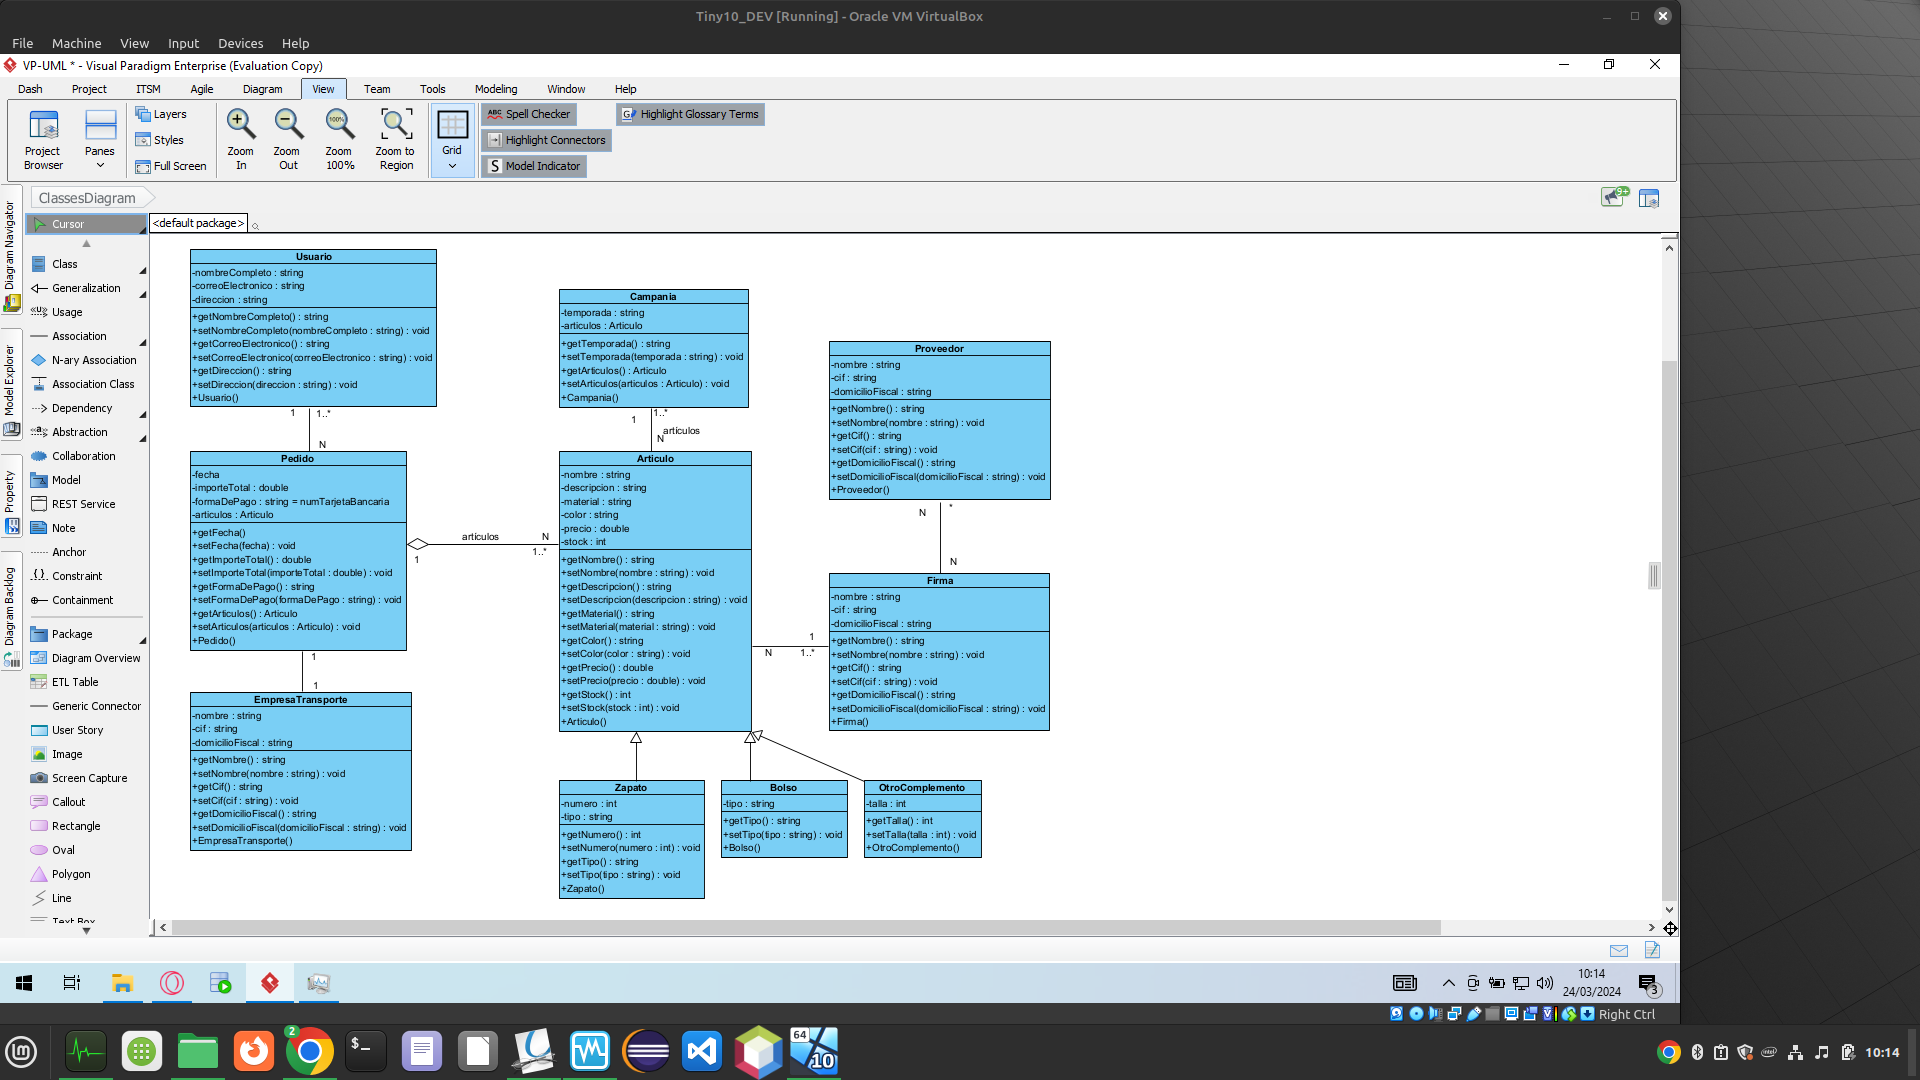 Tiny10_DEV [Running] - Oracle VM VirtualBox
File Machine View Input Devices Help
VP-UML * - Visual Paradigm Enterprise (Evaluation Copy)
Dash Project ITSM Agile Diagram View Team Tools Modeling Window Help
Project Browser
Panes
Layers
Styles
Full Screen
Zoom In
Zoom Out
100%
Zoom 100%
Zoom to Region
Grid
ABC Spell Checker
Highlight Connectors
S Model Indicator
Highlight Glossary Terms
ClassesDiagram
9+
Diagram Navigator
Model Explorer
Property
Diagram Backlog
Cursor
Class
Generalization
Usage
Association
N-ary Association
Association Class
Dependency
Abstraction
Collaboration
Model
REST Service
Note
Anchor
Constraint
Containment
Package
Diagram Overview
ETL Table
Generic Connector
User Story
Image
Screen Capture
Callout
Rectangle
Oval
Polygon
Line
Text Box
<default package>
Usuario
-nombreCompleto : string
-correoElectronico : string
-direccion : string
+getNombreCompleto() : string
+setNombreCompleto(nombreCompleto : string) : void
+getCorreoElectronico() : string
+setCorreoElectronico(correoElectronico : string) : void
+getDireccion() : string
+setDireccion(direccion : string) : void
+Usuario()
1 1..*
N
Pedido
-fecha
-importeTotal : double
-formaDePago : string = numTarjetaBancaria
-articulos : Articulo
+getFecha()
+setFecha(fecha) : void
+getImporteTotal() : double
+setImporteTotal(importeTotal : double) : void
+getFormaDePago() : string
+setFormaDePago(formaDePago : string) : void
+getArticulos() : Articulo
+setArticulos(articulos : Articulo) : void
+Pedido()
1
1
EmpresaTransporte
-nombre : string
-cif : string
-domicilioFiscal : string
+getNombre() : string
+setNombre(nombre : string) : void
+getCif() : string
+setCif(cif : string) : void
+getDomicilioFiscal() : string
+setDomicilioFiscal(domicilioFiscal : string) : void
+EmpresaTransporte()
1
articulos
N
1..*
Campania
-temporada : string
-articulos : Articulo
+getTemporada() : string
+setTemporada(temporada : string) : void
+getArticulos() : Articulo
+setArticulos(articulos : Articulo) : void
+Campania()
1 1..*
articulos
N
Articulo
-nombre : string
-descripcion : string
-material : string
-color : string
-precio : double
-stock : int
+getNombre() : string
+setNombre(nombre : string) : void
+getDescripcion() : string
+setDescripcion(descripcion : string) : void
+getMaterial() : string
+setMaterial(material : string) : void
+getColor() : string
+setColor(color : string) : void
+getPrecio() : double
+setPrecio(precio : double) : void
+getStock() : int
+setStock(stock : int) : void
+Articulo()
1
N 1..*
Proveedor
-nombre : string
-cif : string
-domicilioFiscal : string
+getNombre() : string
+setNombre(nombre : string) : void
+getCif() : string
+setCif(cif : string) : void
+getDomicilioFiscal() : string
+setDomicilioFiscal(domicilioFiscal : string) : void
+Proveedor()
N *
N
Firma
-nombre : string
-cif : string
-domicilioFiscal : string
+getNombre() : string
+setNombre(nombre : string) : void
+getCif() : string
+setCif(cif : string) : void
+getDomicilioFiscal() : string
+setDomicilioFiscal(domicilioFiscal : string) : void
+Firma()
Zapato
-numero : int
-tipo : string
+getNumero() : int
+setNumero(numero : int) : void
+getTipo() : string
+setTipo(tipo : string) : void
+Zapato()
Bolso
-tipo : string
+getTipo() : string
+setTipo(tipo : string) : void
+Bolso()
OtroComplemento
-talla : int
+getTalla() : int
+setTalla(talla : int) : void
+OtroComplemento()
10:14
24/03/2024
3
Right Ctrl
2
64
10
10:14